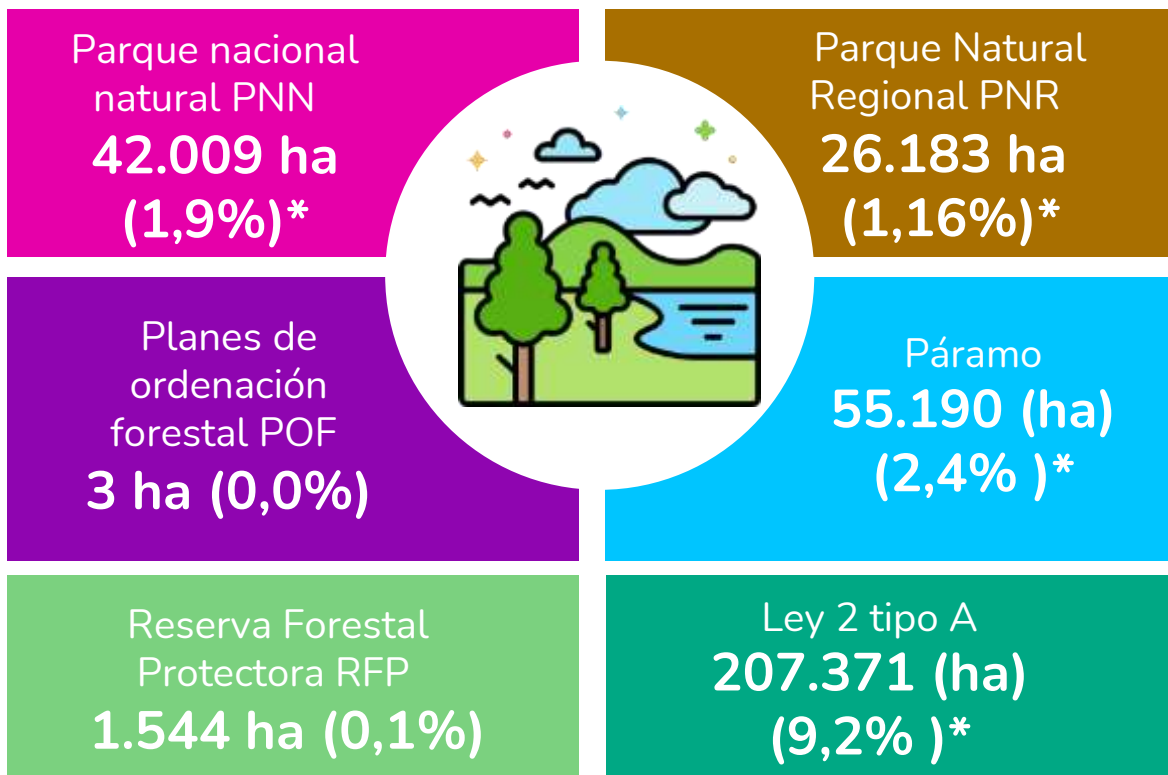 Parque nacional
natural PNN
42.009 ha
(1,9%)*
Parque Natural
Regional PNR
26.183 ha
(1,16%)*
Planes de
ordenación
forestal POF
3 ha (0,0%)
Páramo
55.190 (ha)
(2,4% )*
Reserva Forestal
Protectora RFP
1.544 ha (0,1%)
Ley 2 tipo A
207.371 (ha)
(9,2% )*